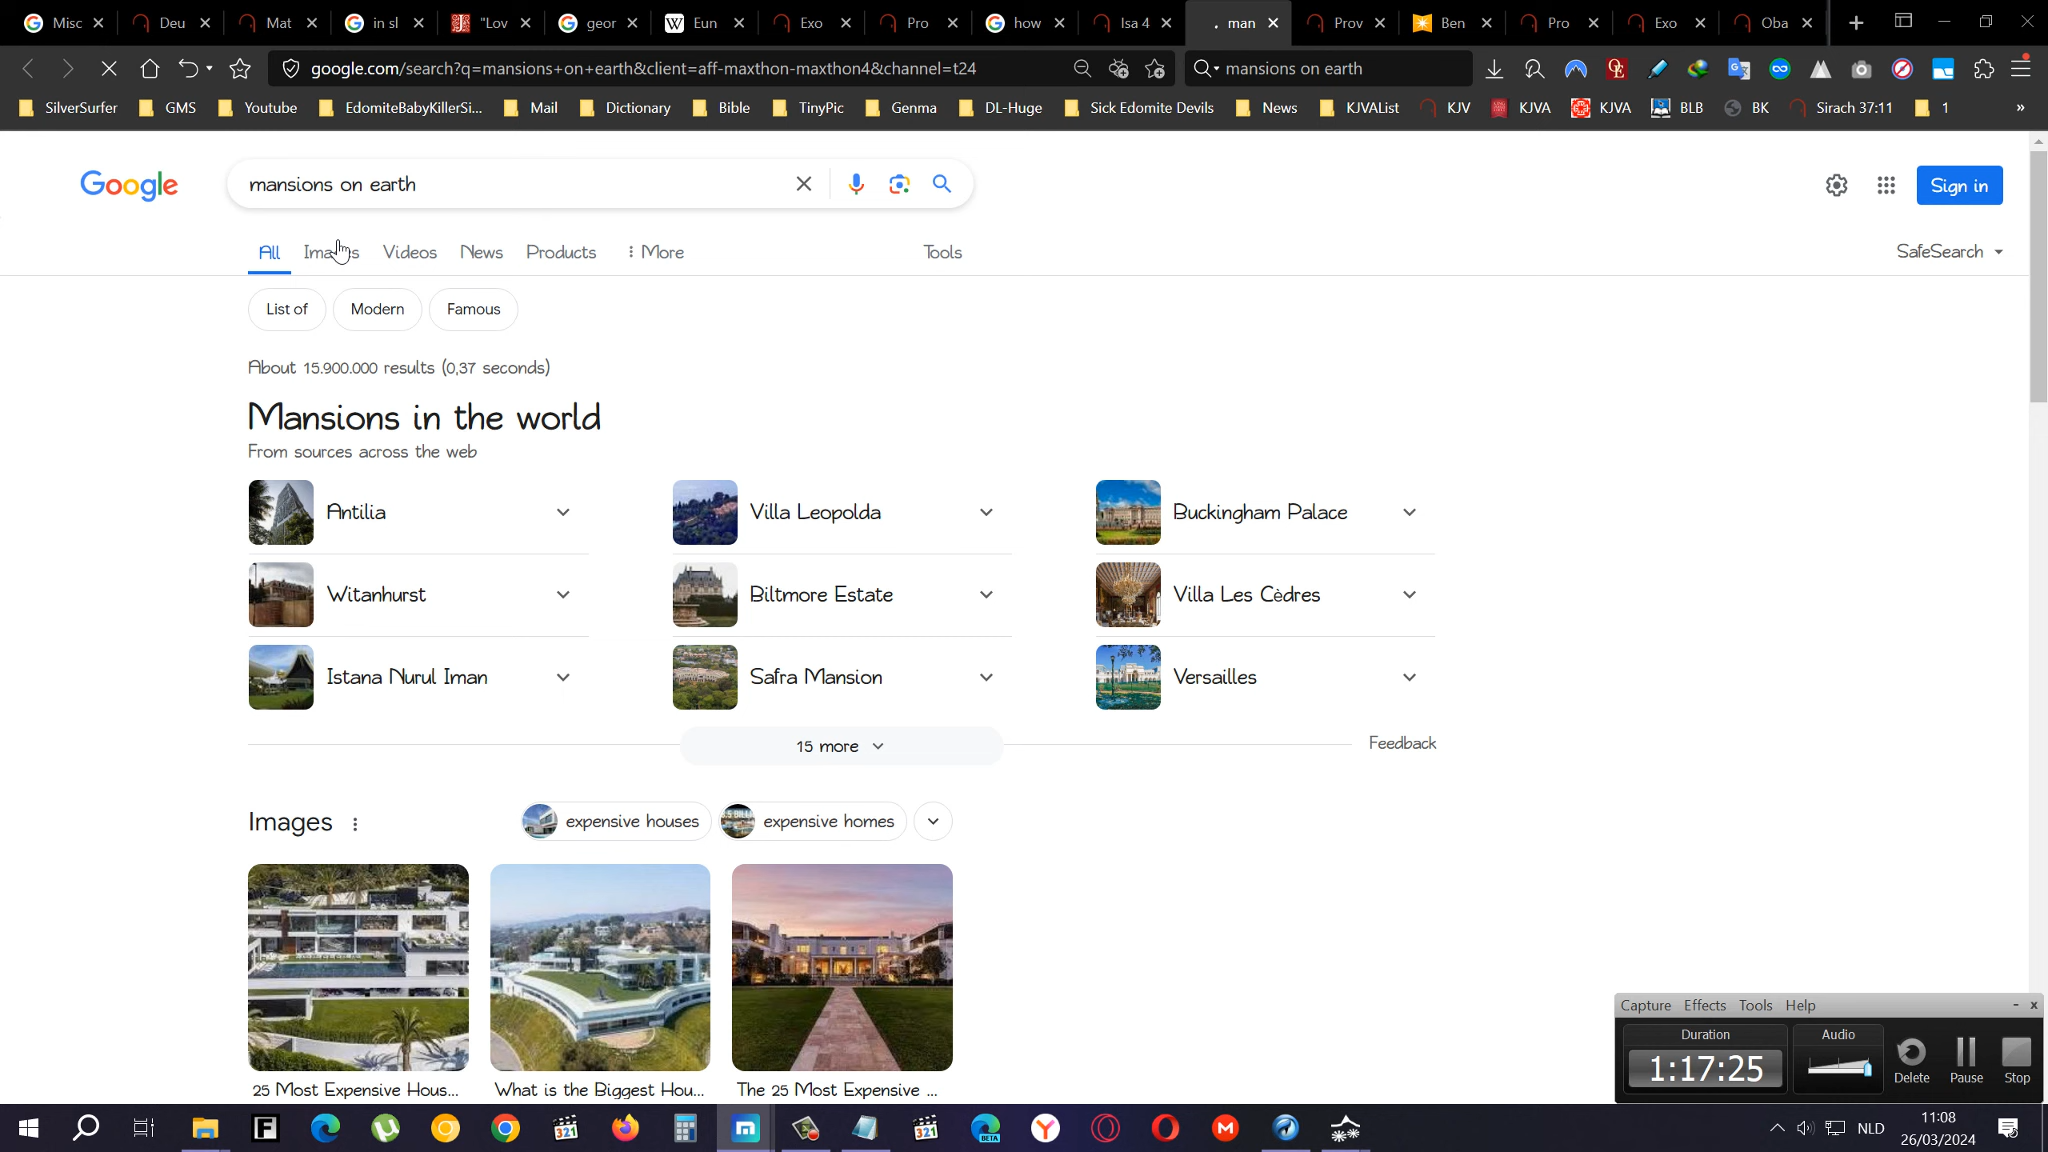 Misc Deu Mat in sl "Lov geor Eun Exo Pro how Isa 4 man Prov Ben Pro Exo Oba
google.com/search?q=mansions+on+earth&client=aff-maxthon-maxthon4&channel=t24 mansions on earth
SilverSurfer GMS Youtube EdomiteBabyKillerSi... Mail Dictionary Bible TinyPic Genma DL-Huge Sick Edomite Devils News KJVAList KJV KJVA KJVA BLB BK Sirach 37:11 1 »
Google mansions on earth Sign in
All Images Videos News Products More Tools SafeSearch
List of Modern Famous
About 15.900.000 results (0,37 seconds)
Mansions in the world
From sources across the web
Antilia Villa Leopolda Buckingham Palace
Witanhurst Biltmore Estate Villa Les Cèdres
Istana Nurul Iman Safra Mansion Versailles
15 more Feedback
Images expensive houses expensive homes
25 Most Expensive Hous... What is the Biggest Hou... The 25 Most Expensive ...
Capture Effects Tools Help
Duration Audio
1:17:25
Delete Pause Stop
NLD 11:08
26/03/2024